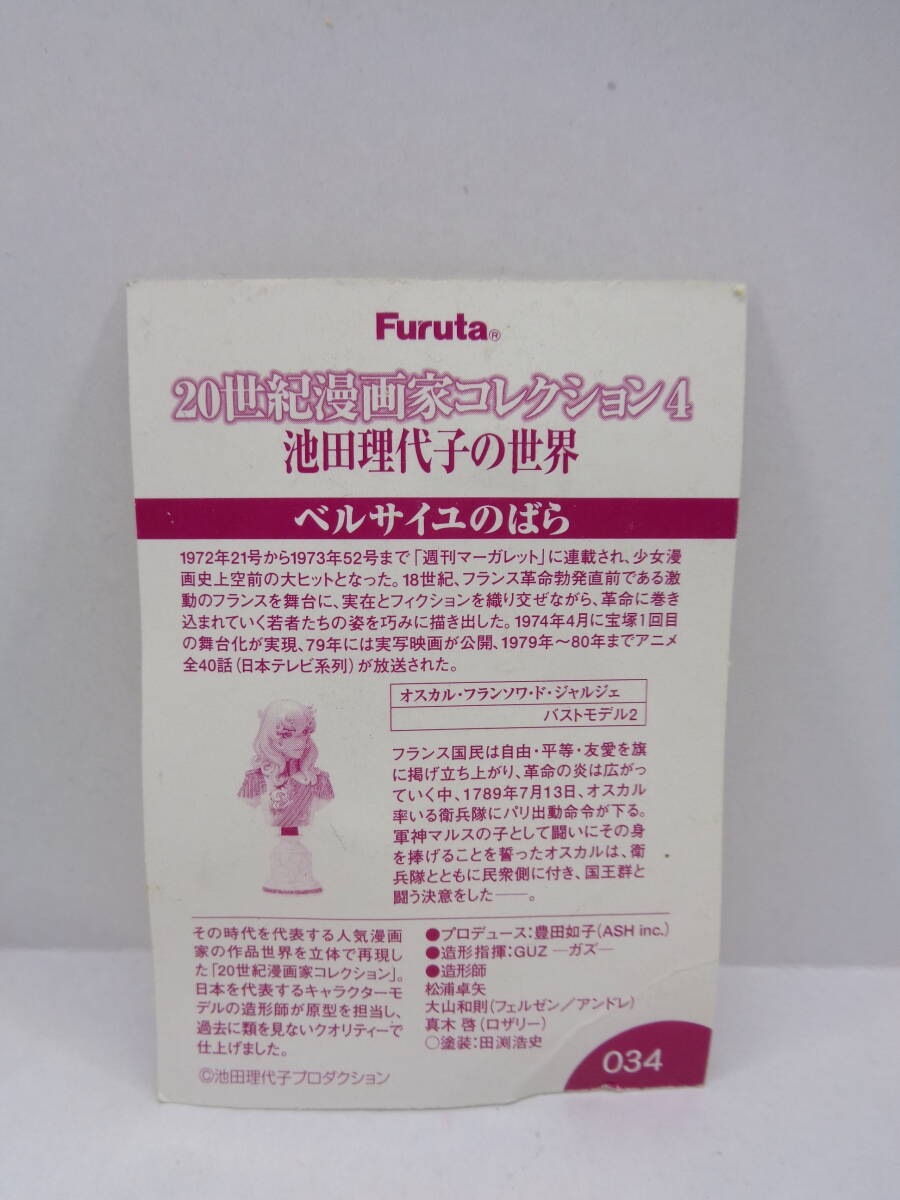 Furuta®
20世紀漫画家コレクション4
池田理代子の世界
ベルサイユのばら
1972年21号から1973年52号まで「週刊マーガレット」に連載され、少女漫
画史上空前の大ヒットとなった。18世紀、フランス革命勃発直前である激
動のフランスを舞台に、実在とフィクションを織り交ぜながら、革命に巻き
込まれていく若者たちの姿を巧みに描き出した。1974年4月に宝塚1回目
の舞台化が実現、79年には実写映画が公開、1979年〜80年までアニメ
全40話(日本テレビ系列)が放送された。
オスカル・フランソワ・ド・ジャルジェ
バストモデル2
フランス国民は自由・平等・友愛を旗
に掲げ立ち上がり、革命の炎は広がっ
ていく中、1789年7月13日、オスカル
率いる衛兵隊にパリ出動命令が下る。
軍神マルスの子として闘いにその身
を捧げることを誓ったオスカルは、衛
兵隊とともに民衆側に付き、国王群と
闘う決意をした――。
その時代を代表する人気漫画
家の作品世界を立体で再現し
た「20世紀漫画家コレクション」。
日本を代表するキャラクターモ
デルの造形師が原型を担当し、
過去に類を見ないクオリティーで
仕上げました。
©池田理代子プロダクション
●プロデュース:豊田如子(ASH inc.)
●造形指揮:GUZ ―ガズ―
●造形師
松浦卓矢
大山和則(フェルゼン/アンドレ)
真木 啓(ロザリー)
○塗装:田渕浩史
034